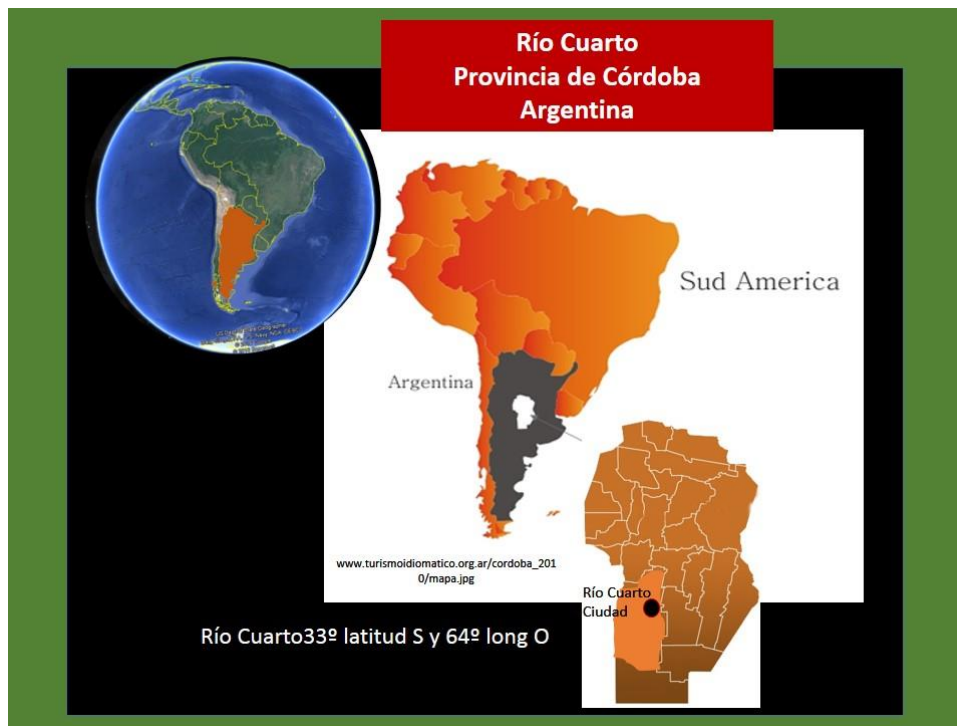 Río Cuarto
Provincia de Córdoba
Argentina
Sud America
Argentina
www.turismoidiomatico.org.ar/cordoba_201
0/mapa.jpg
Río Cuarto
Ciudad
Río Cuarto33º latitud S y 64º long O